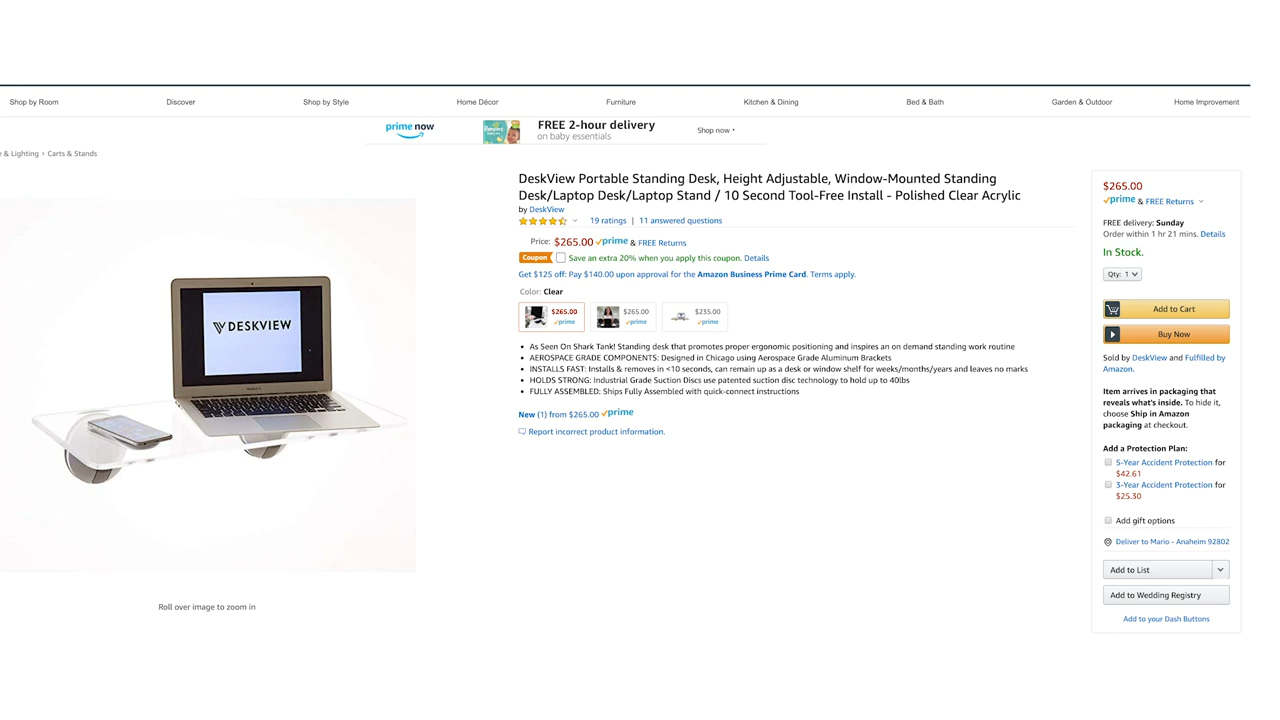 Shop by Room Discover Shop by Style Home Décor Furniture Kitchen & Dining Bed & Bath Garden & Outdoor Home Improvement
prime now
FREE 2-hour delivery
on baby essentials
Shop now
e & Lighting › Carts & Stands
DESKVIEW
Roll over image to zoom in
DeskView Portable Standing Desk, Height Adjustable, Window-Mounted Standing
Desk/Laptop Desk/Laptop Stand / 10 Second Tool-Free Install - Polished Clear Acrylic
by DeskView
19 ratings | 11 answered questions
Price: $265.00 prime & FREE Returns
Coupon Save an extra 20% when you apply this coupon. Details
Get $125 off: Pay $140.00 upon approval for the Amazon Business Prime Card. Terms apply.
Color: Clear
$265.00 $265.00 $235.00
prime prime prime
• As Seen On Shark Tank! Standing desk that promotes proper ergonomic positioning and inspires an on demand standing work routine
• AEROSPACE GRADE COMPONENTS: Designed in Chicago using Aerospace Grade Aluminum Brackets
• INSTALLS FAST: Installs & removes in <10 seconds, can remain up as a desk or window shelf for weeks/months/years and leaves no marks
• HOLDS STRONG: Industrial Grade Suction Discs use patented suction disc technology to hold up to 40lbs
• FULLY ASSEMBLED: Ships Fully Assembled with quick-connect instructions
New (1) from $265.00 prime
Report incorrect product information.
$265.00
prime & FREE Returns
FREE delivery: Sunday
Order within 1 hr 21 mins. Details
In Stock.
Qty: 1
Add to Cart
Buy Now
Sold by DeskView and Fulfilled by
Amazon.
Item arrives in packaging that
reveals what's inside. To hide it,
choose Ship in Amazon
packaging at checkout.
Add a Protection Plan:
5-Year Accident Protection for
$42.61
3-Year Accident Protection for
$25.30
Add gift options
Deliver to Mario - Anaheim 92802
Add to List
Add to Wedding Registry
Add to your Dash Buttons